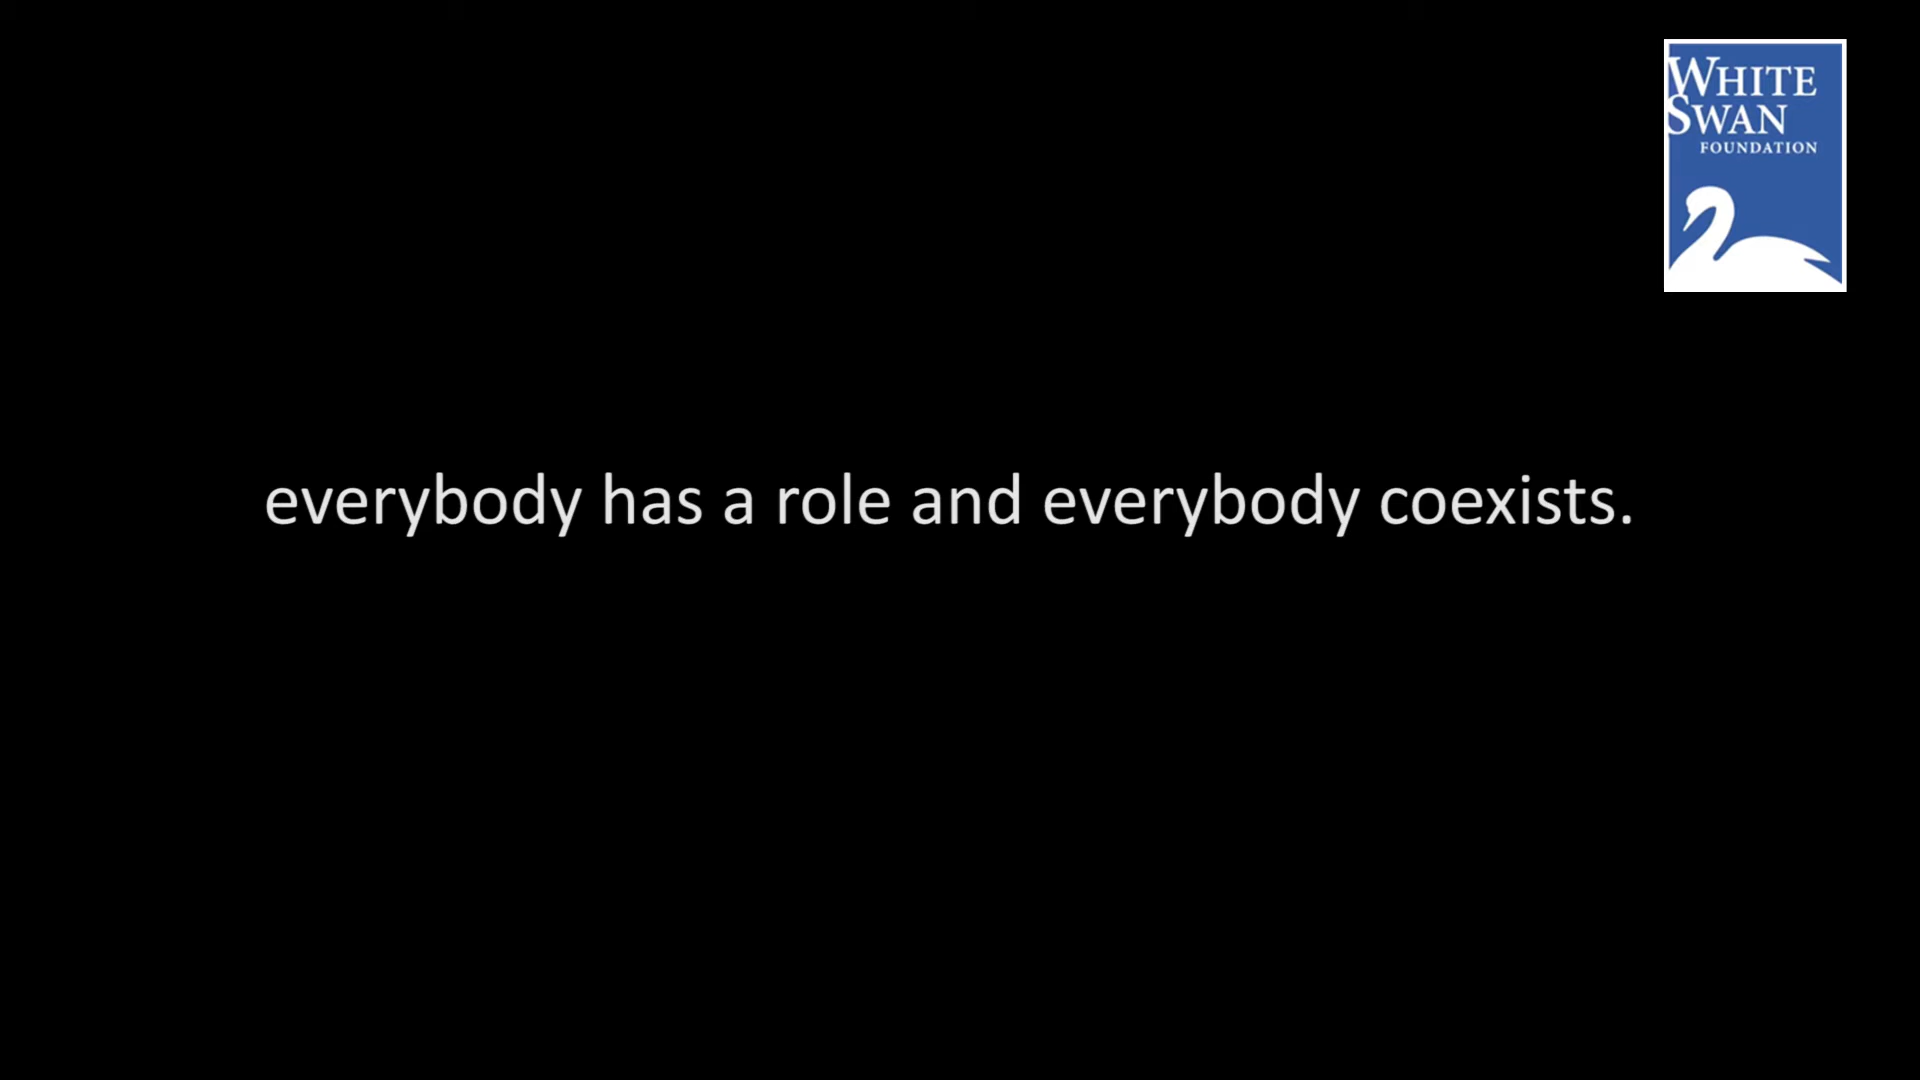 WHITE
SWAN
FOUNDATION
everybody has a role and everybody coexists.